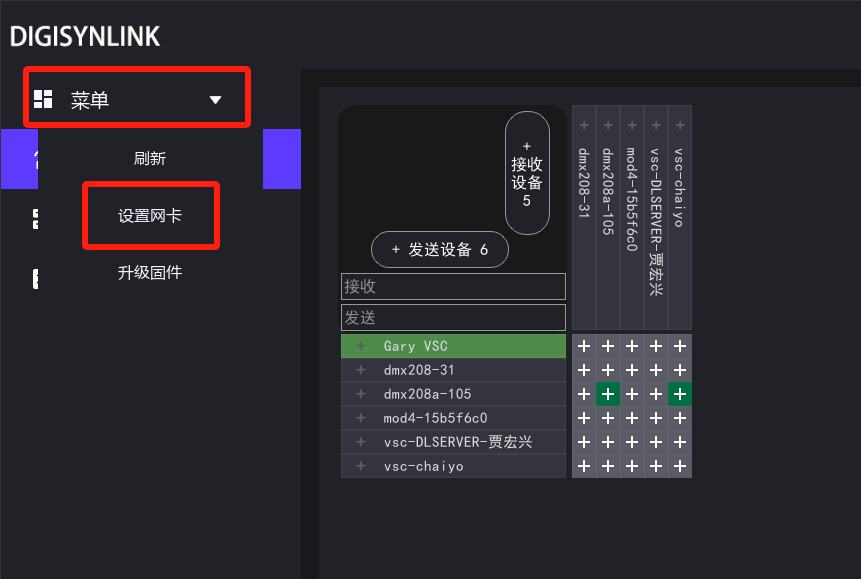 DIGISYNLINK
菜单
刷新
设置网卡
升级固件
+
接收
设备
5
+ 发送设备 6
接收
发送
+ dmx208-31
+ dmx208a-105
+ mod4-15b5f6c0
+ vsc-DLSERVER-贾宏兴
+ vsc-chaiyo
+ Gary VSC + + + + +
+ dmx208-31 + + + + +
+ dmx208a-105 + + + + +
+ mod4-15b5f6c0 + + + + +
+ vsc-DLSERVER-贾宏兴 + + + + +
+ vsc-chaiyo + + + + +